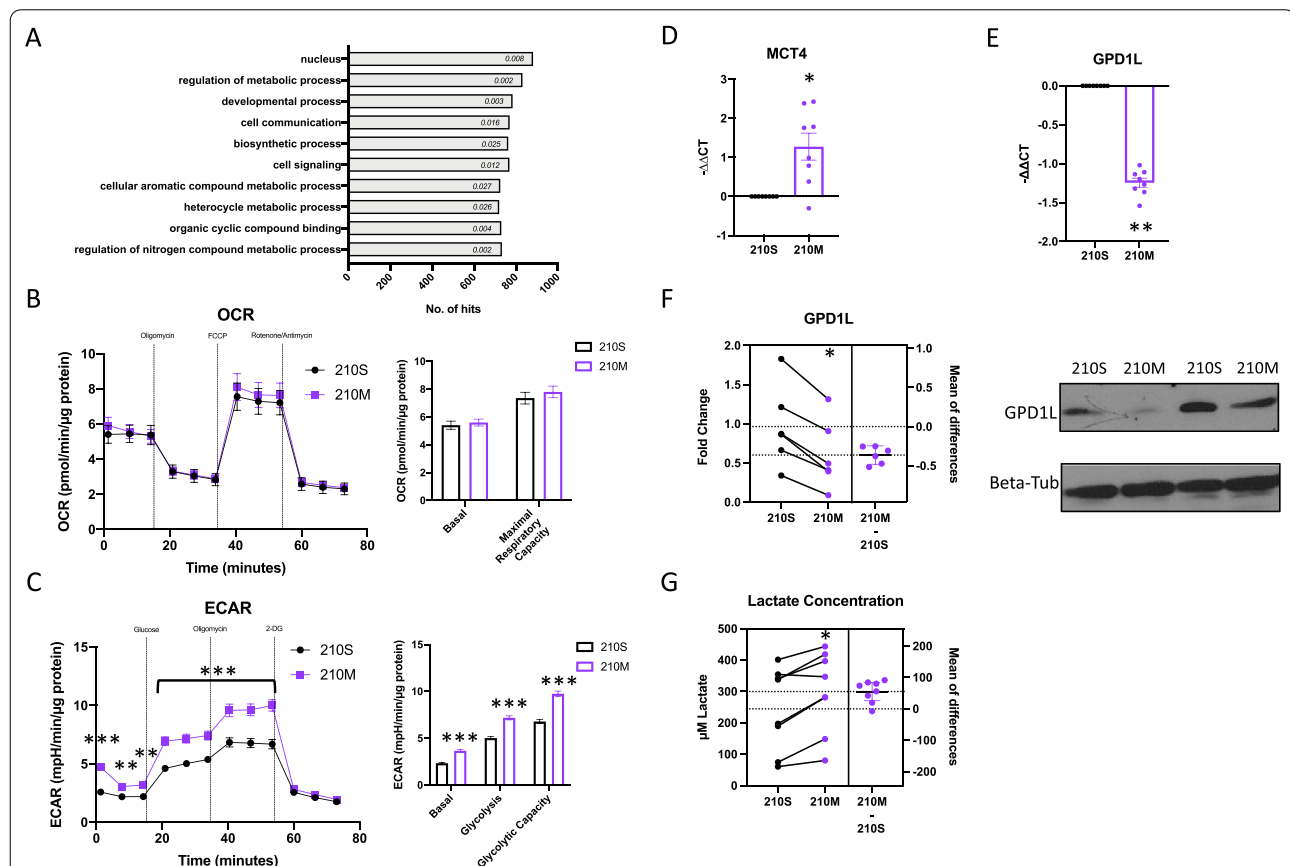 A
nucleus 0.008
regulation of metabolic process 0.002
developmental process 0.003
cell communication 0.016
biosynthetic process 0.025
cell signaling 0.012
cellular aromatic compound metabolic process 0.027
heterocycle metabolic process 0.026
organic cyclic compound binding 0.004
regulation of nitrogen compound metabolic process 0.002
0 200 400 600 800 1000
No. of hits
B
OCR
Oligomycin FCCP Rotenone/Antimycin
OCR (pmol/min/µg protein)
10
8
6
4
2
0
0 20 40 60 80
Time (minutes)
210S
210M
OCR (pmol/min/µg protein)
10
8
6
4
2
0
210S
210M
Basal
Maximal
Respiratory
Capacity
C
ECAR
Glucose Oligomycin 2-DG
ECAR (mpH/min/µg protein)
15
10
5
0
*** ** **
***
0 20 40 60 80
Time (minutes)
210S
210M
ECAR (mpH/min/µg protein)
15
10
5
0
*** *** ***
210S
210M
Basal
Glycolysis
Glycolytic Capacity
D
MCT4
-ΔΔCT
3
2
1
0
-1
*
210S 210M
E
GPD1L
-ΔΔCT
0.0
-0.5
-1.0
-1.5
-2.0
**
210S 210M
F
GPD1L
Fold Change
2.0
1.5
1.0
0.5
0.0
*
210S 210M 210M
-
210S
1.0
0.5
0.0
-0.5
Mean of differences
210S 210M 210S 210M
GPD1L
Beta-Tub
G
Lactate Concentration
µM Lactate
500
400
300
200
100
0
*
210S 210M 210M
-
210S
200
100
0
-100
-200
Mean of differences